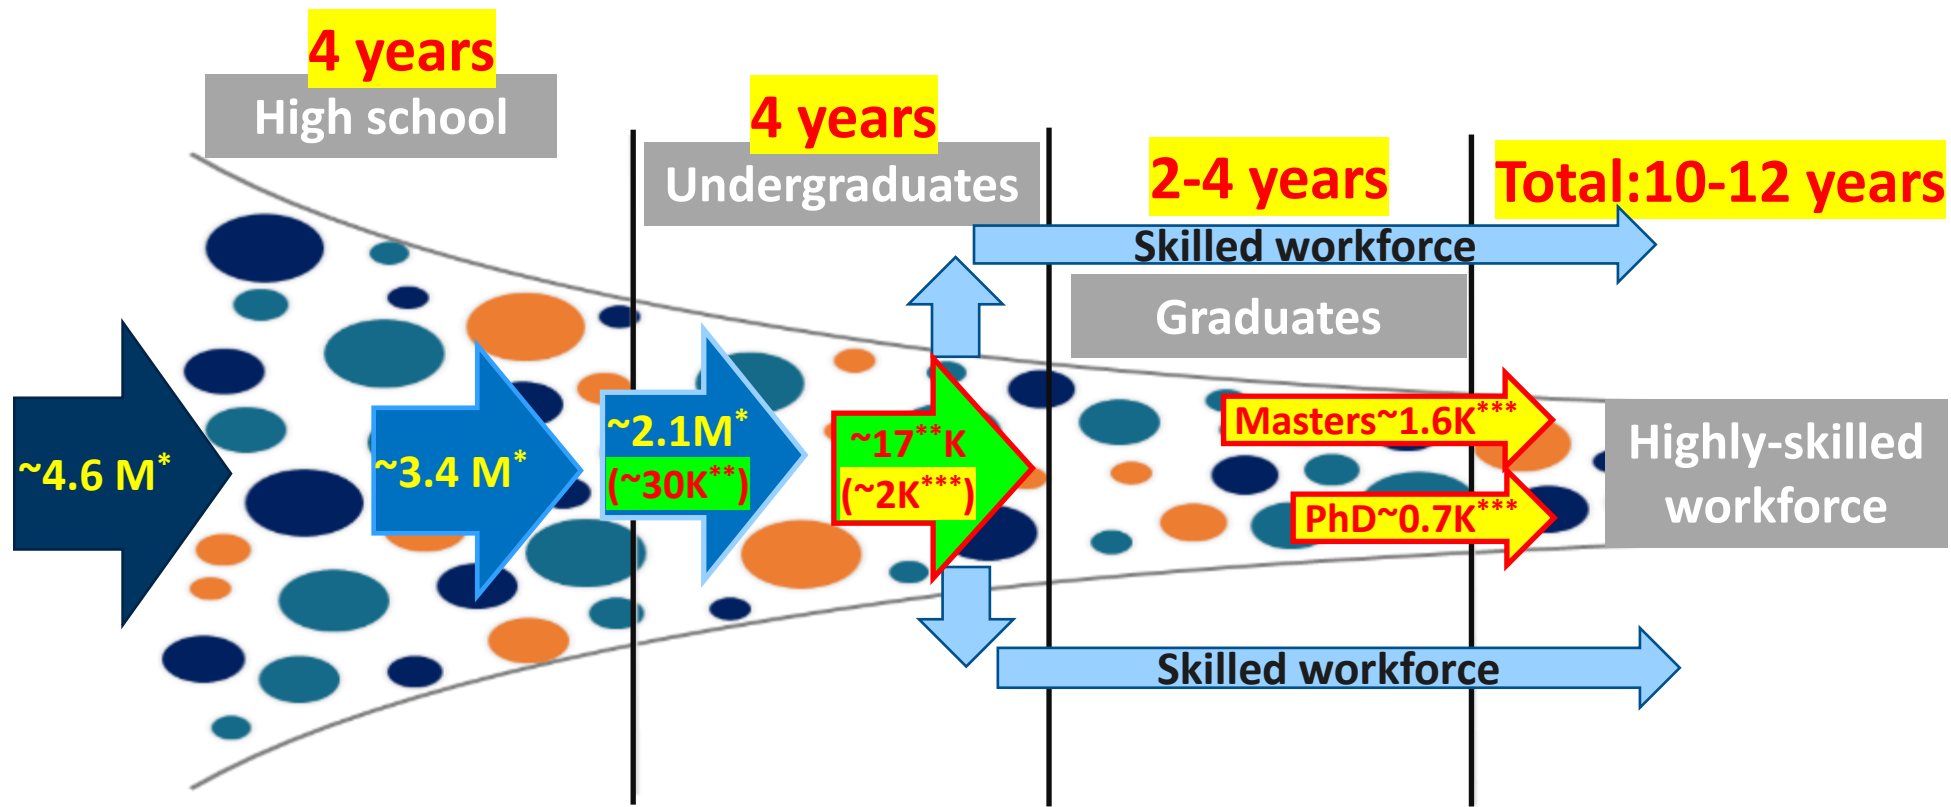 4 years
High school
4 years
Undergraduates
2-4 years
Total:10-12 years
Skilled workforce
Graduates
~4.6 M*
~3.4 M*
~2.1M*
(~30K**)
~17**K
(~2K***)
Masters~1.6K***
PhD~0.7K***
Highly-skilled
workforce
Skilled workforce